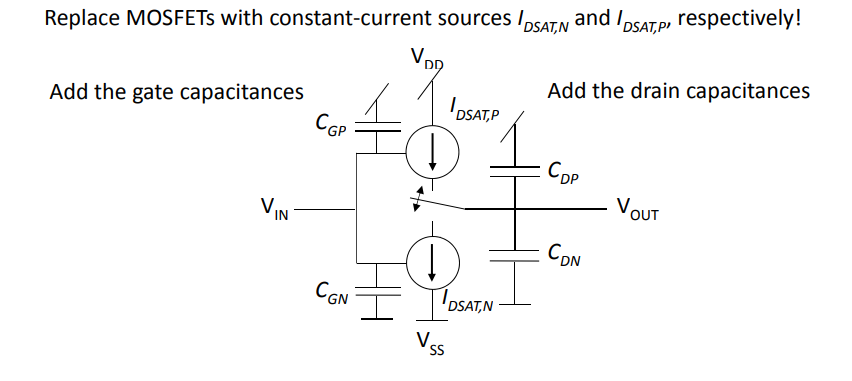 Replace MOSFETs with constant-current sources I_DSAT,N and I_DSAT,P, respectively!
V_DD
Add the gate capacitances
Add the drain capacitances
I_DSAT,P
C_GP
C_DP
V_IN
V_OUT
C_DN
C_GN
I_DSAT,N
V_SS